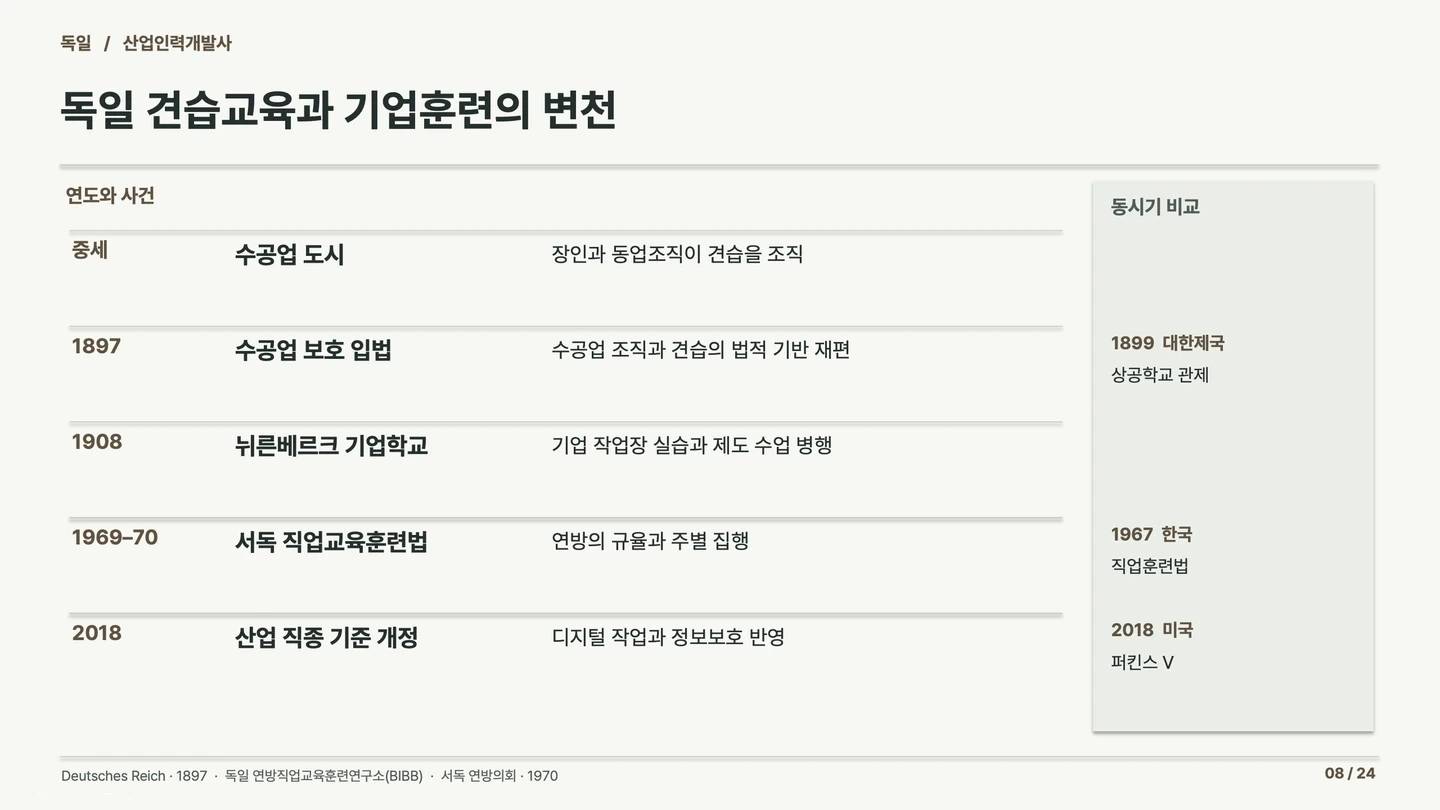 독일 / 산업인력개발사
독일 견습교육과 기업훈련의 변천
연도와 사건
중세 수공업 도시 장인과 동업조직이 견습을 조직
1897 수공업 보호 입법 수공업 조직과 견습의 법적 기반 재편
1908 뉘른베르크 기업학교 기업 작업장 실습과 제도 수업 병행
1969–70 서독 직업교육훈련법 연방의 규율과 주별 집행
2018 산업 직종 기준 개정 디지털 작업과 정보보호 반영
동시기 비교
1899 대한제국
상공학교 관제
1967 한국
직업훈련법
2018 미국
퍼킨스 V
Deutsches Reich · 1897 · 독일 연방직업교육훈련연구소(BIBB) · 서독 연방의회 · 1970
08 / 24